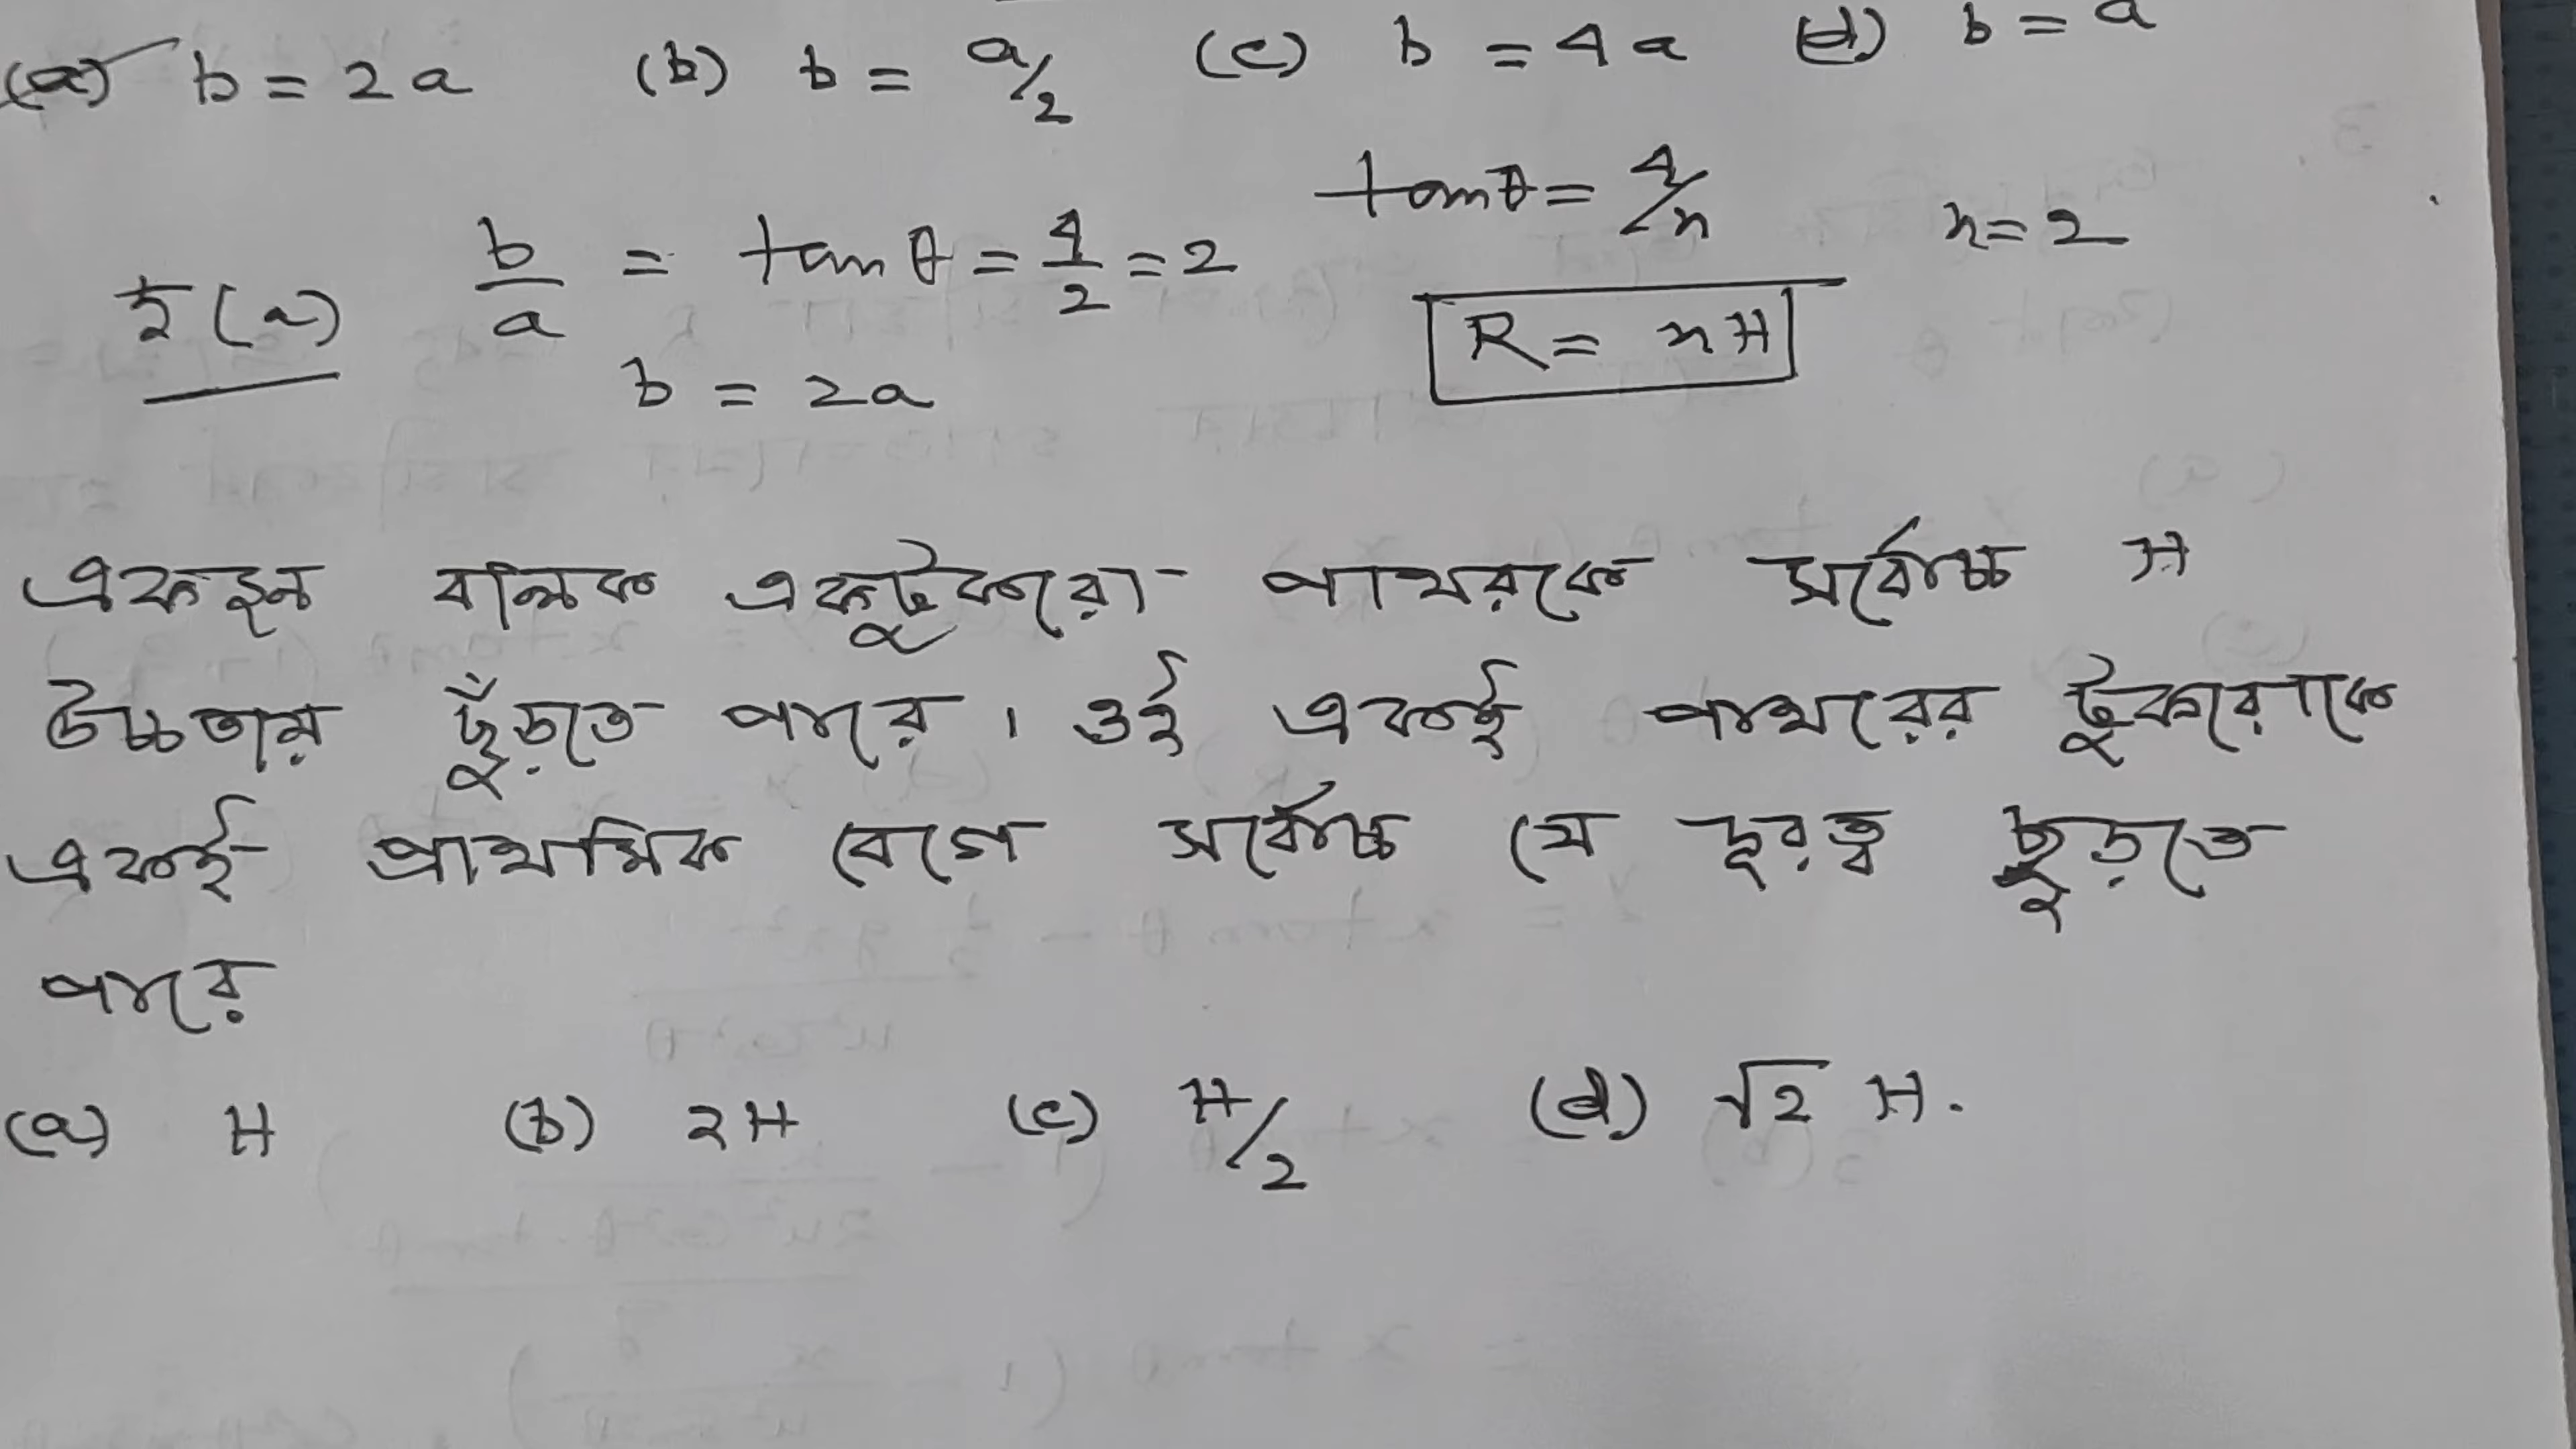 (a) b = 2a (b) b = a/2 (c) b = 4a (d) b = a
tanθ = 4/n n = 2
২(a) b/a = tanθ = 4/2 = 2 R = nH
b = 2a
একজন বালক একটুকরো পাথরকে সর্বোচ্চ H
উচ্চতায় ছুঁড়তে পারে। ওই একই পাথরের টুকরোকে
একই প্রাথমিক বেগে সর্বোচ্চ যে দূরত্ব ছুড়তে
পারে
(a) H (b) 2H (c) H/2 (d) √2 H.